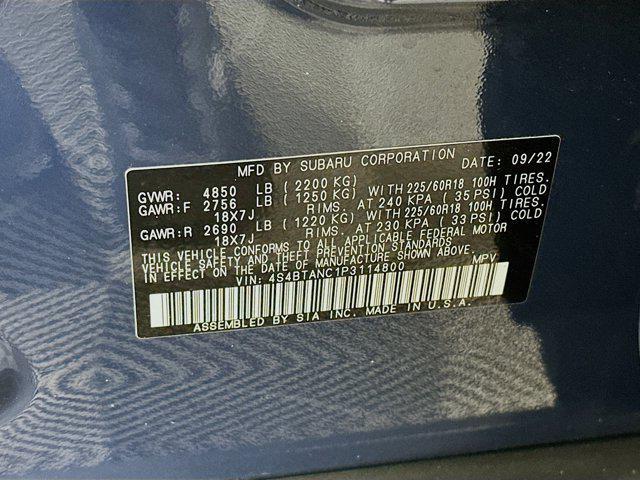 MFD BY SUBARU CORPORATION DATE: 09/22
GVWR: 4850 LB (2200 KG)
GAWR:F 2756 LB (1250 KG) WITH 225/60R18 100H TIRES.
18X7J RIMS. AT 240 KPA (35 PSI) COLD
GAWR:R 2690 LB (1220 KG) WITH 225/60R18 100H TIRES.
18X7J RIMS. AT 230 KPA (33 PSI) COLD
THIS VEHICLE CONFORMS TO ALL APPLICABLE FEDERAL MOTOR
VEHICLE SAFETY AND THEFT PREVENTION STANDARDS
IN EFFECT ON THE DATE OF MANUFACTURE SHOWN ABOVE.
VIN: 4S4BTANC1P3114800 MPV
ASSEMBLED BY SIA INC. MADE IN U.S.A.